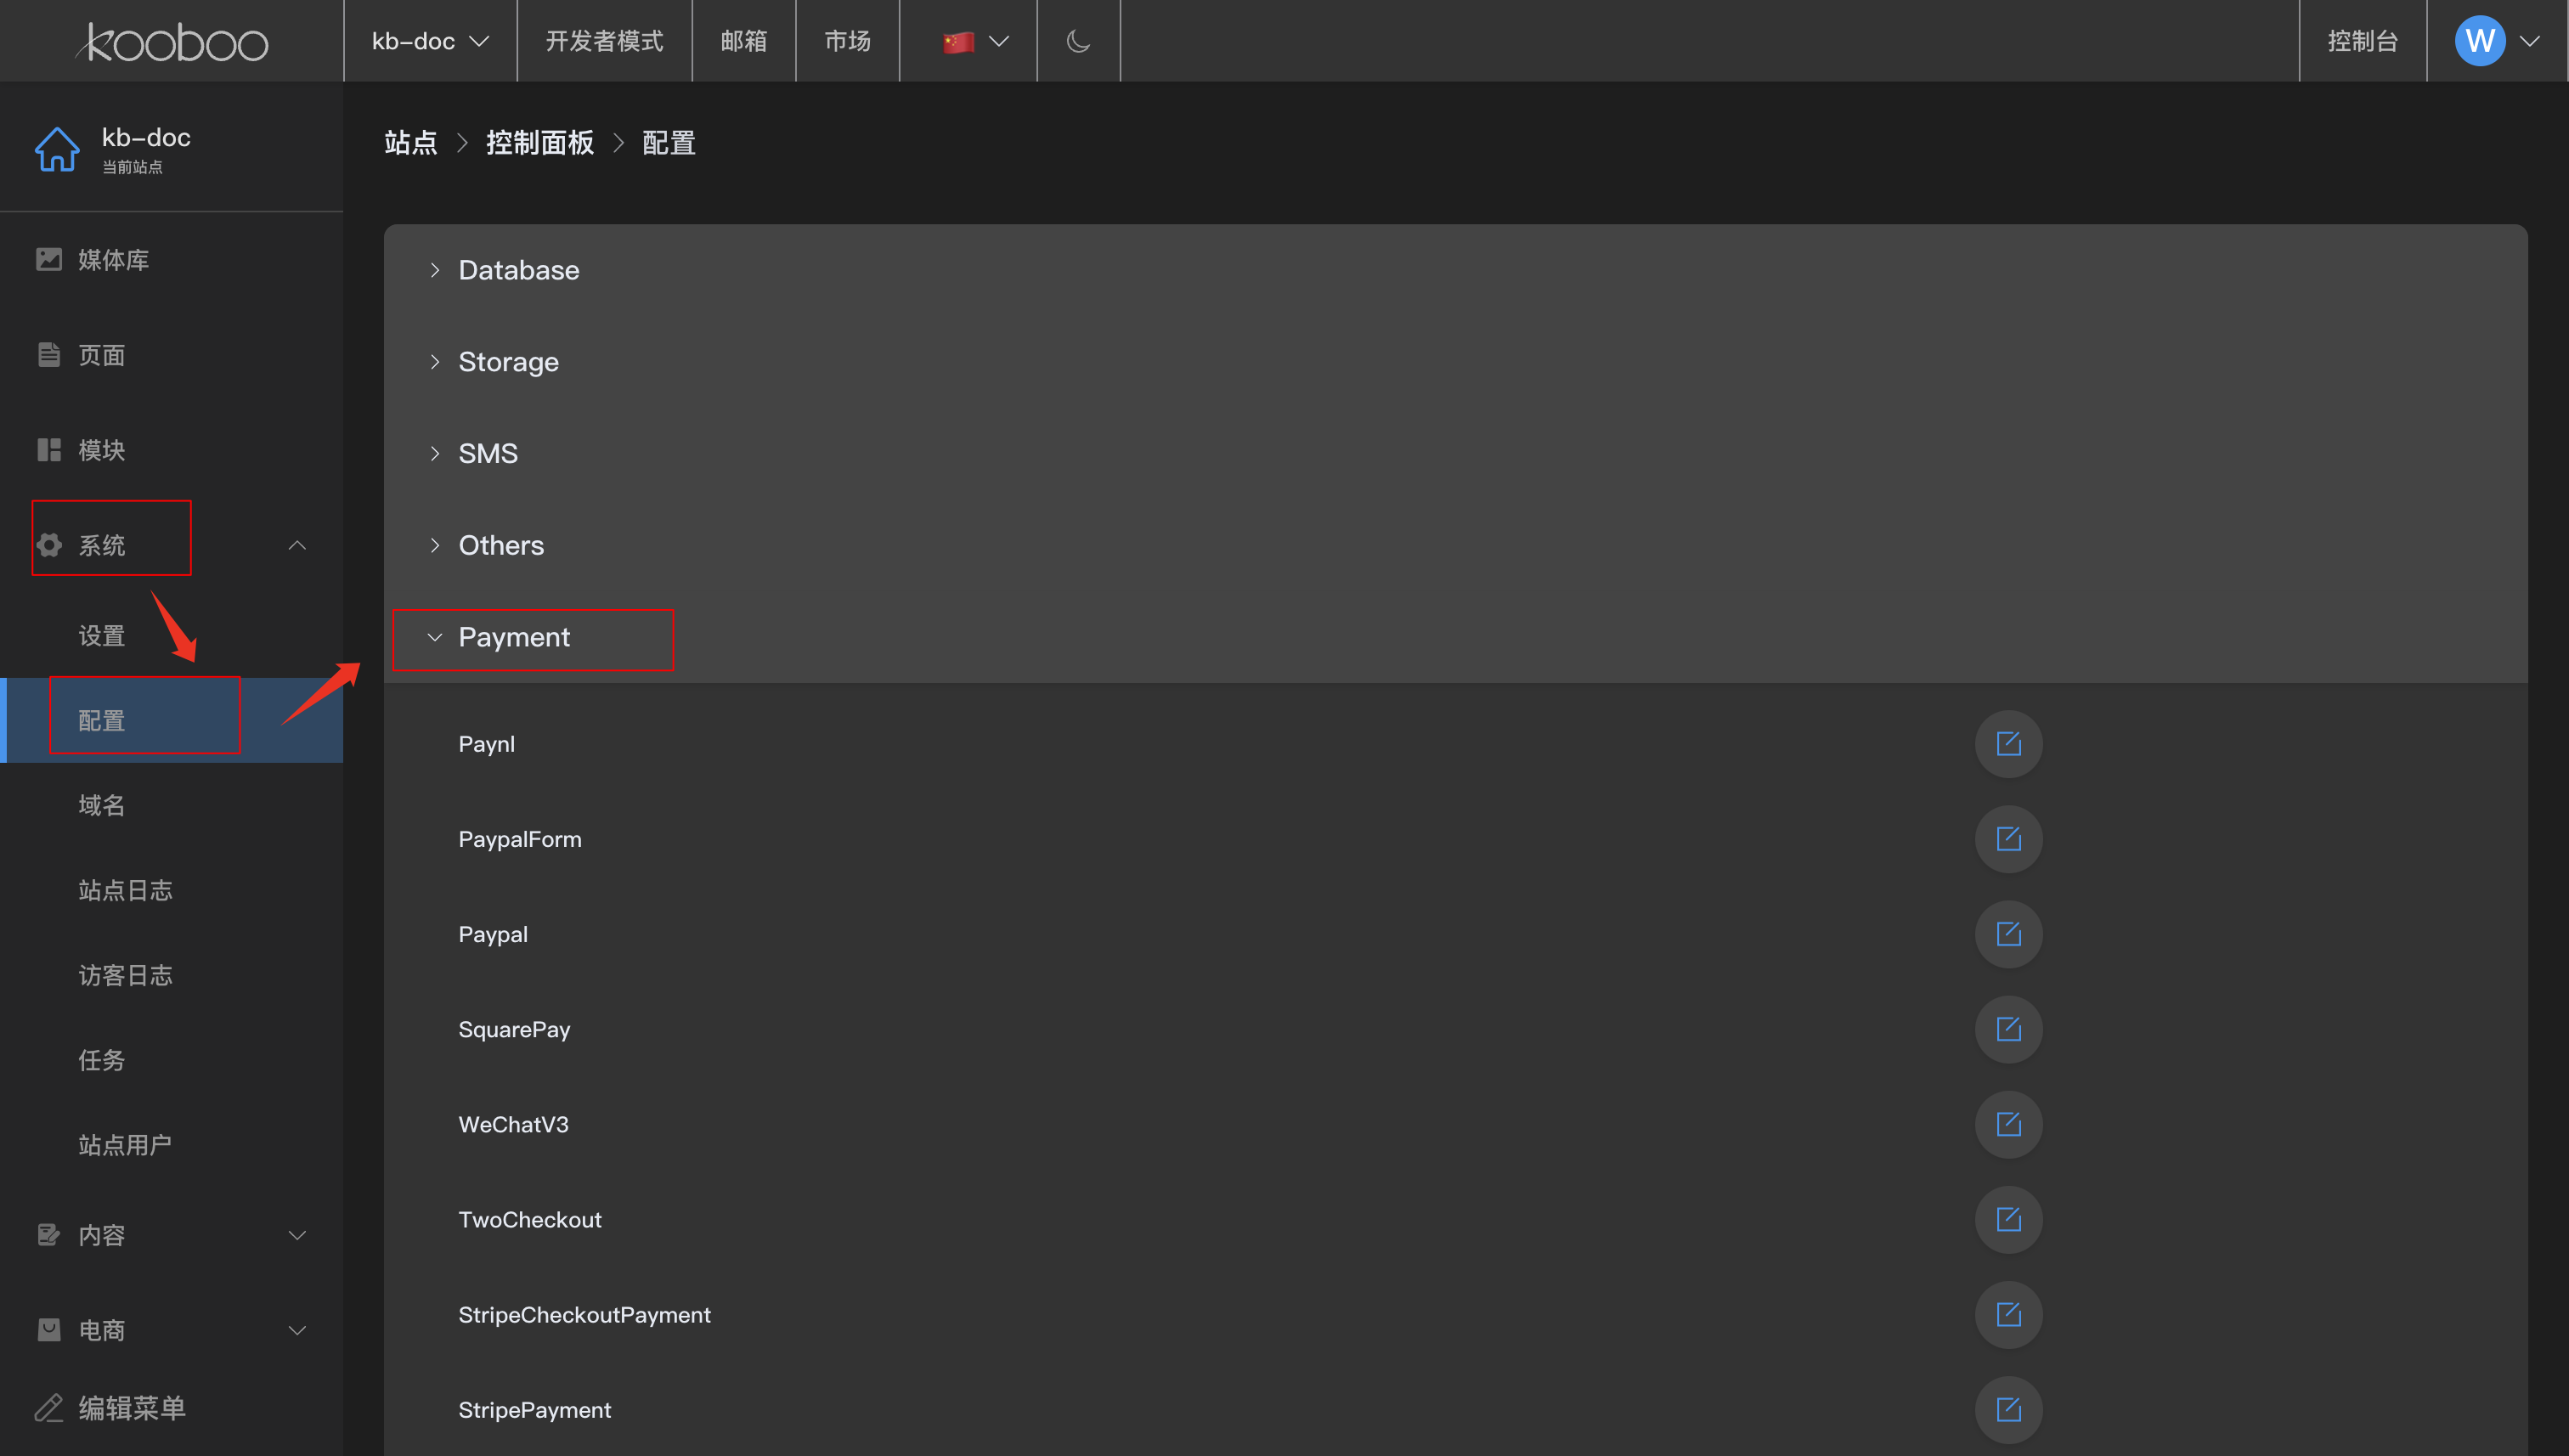 kooboo
kb-doc
开发者模式
邮箱
市场
控制台
W
kb-doc
当前站点
媒体库
页面
模块
系统
设置
配置
域名
站点日志
访客日志
任务
站点用户
内容
电商
编辑菜单
站点 > 控制面板 > 配置
Database
Storage
SMS
Others
Payment
Paynl
PaypalForm
Paypal
SquarePay
WeChatV3
TwoCheckout
StripeCheckoutPayment
StripePayment